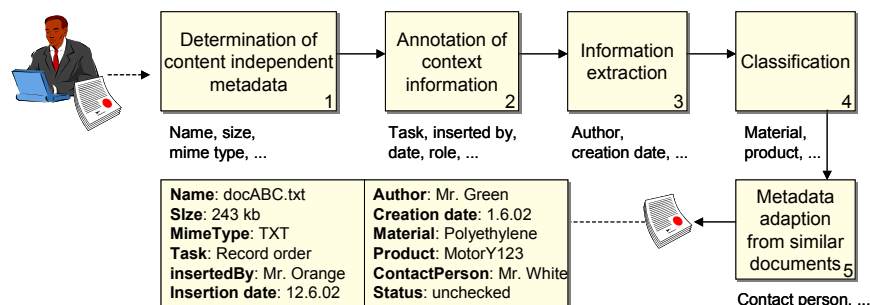 Determination of
content independent
metadata
1
Annotation of
context
information
2
Information
extraction
3
Classification
4
Name, size,
mime type, ...
Task, inserted by,
date, role, ...
Author,
creation date, ...
Material,
product, ...
Metadata
adaption
from similar
documents
5
Contact person, ...
Name: docABC.txt
SIze: 243 kb
MimeType: TXT
Task: Record order
insertedBy: Mr. Orange
Insertion date: 12.6.02
Author: Mr. Green
Creation date: 1.6.02
Material: Polyethylene
Product: MotorY123
ContactPerson: Mr. White
Status: unchecked